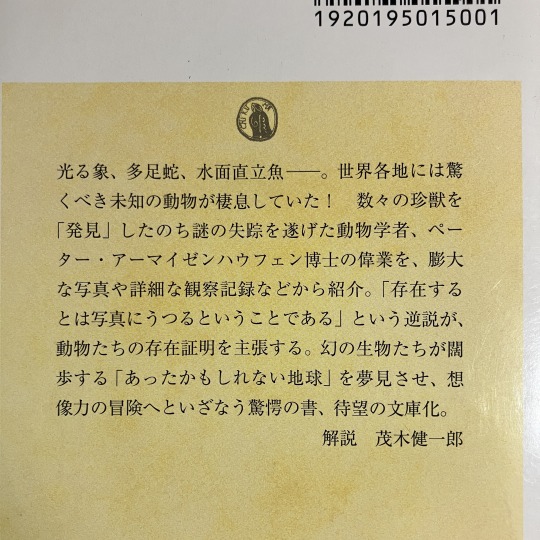 1920195015001
CHIKUMA
光る象、多足蛇、水面直立魚——。世界各地には驚
くべき未知の動物が棲息していた！　数々の珍獣を
「発見」したのち謎の失踪を遂げた動物学者、ペー
ター・アーマイゼンハウフェン博士の偉業を、膨大
な写真や詳細な観察記録などから紹介。「存在する
とは写真にうつるということである」という逆説が、
動物たちの存在証明を主張する。幻の生物たちが闊
歩する「あったかもしれない地球」を夢見させ、想
像力の冒険へといざなう驚愕の書、待望の文庫化。
解説　茂木健一郎